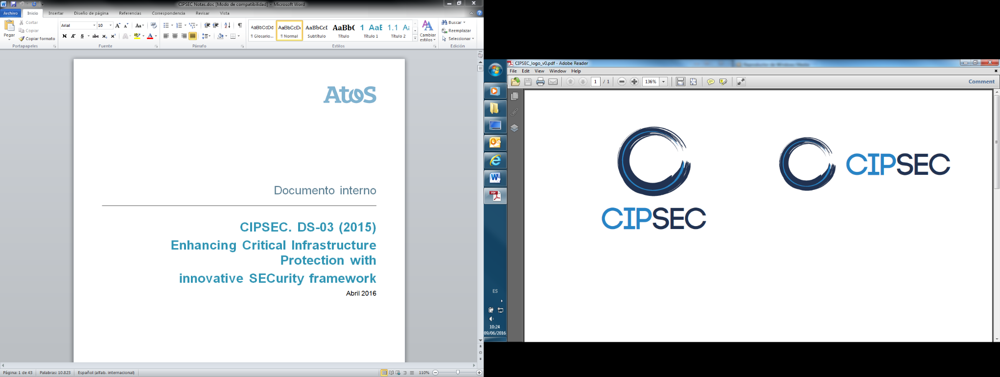 CIPSEC Notas.doc [Modo de compatibilidad] - Microsoft Word
Archivo Inicio Insertar Diseño de página Referencias Correspondencia Revisar Vista
Pegar
Cortar
Copiar
Copiar formato
Portapapeles
Arial 10
Aa
N K S abc x₂ x²
A aby A
Fuente
Párrafo
AaBbCcDd AaBbCcDc AaBbCcI AaBbC 1 AaB 1.1 Aa
¶ Glosario... ¶ Normal Subtítulo Título Título 1 Título 2
Cambiar
estilos
Estilos
Buscar
Reemplazar
Seleccionar
Edición
Atos
Documento interno
CIPSEC. DS-03 (2015)
Enhancing Critical Infrastructure
Protection with
innovative SECurity framework
Abril 2016
Página: 1 de 43 Palabras: 10.823 Español (alfab. internacional)
110%
CIPSEC_logo_v0.pdf - Adobe Reader
File Edit View Window Help
1 / 1 136% Comment
CIPSEC
CIPSEC
ES
10:24
09/06/2016